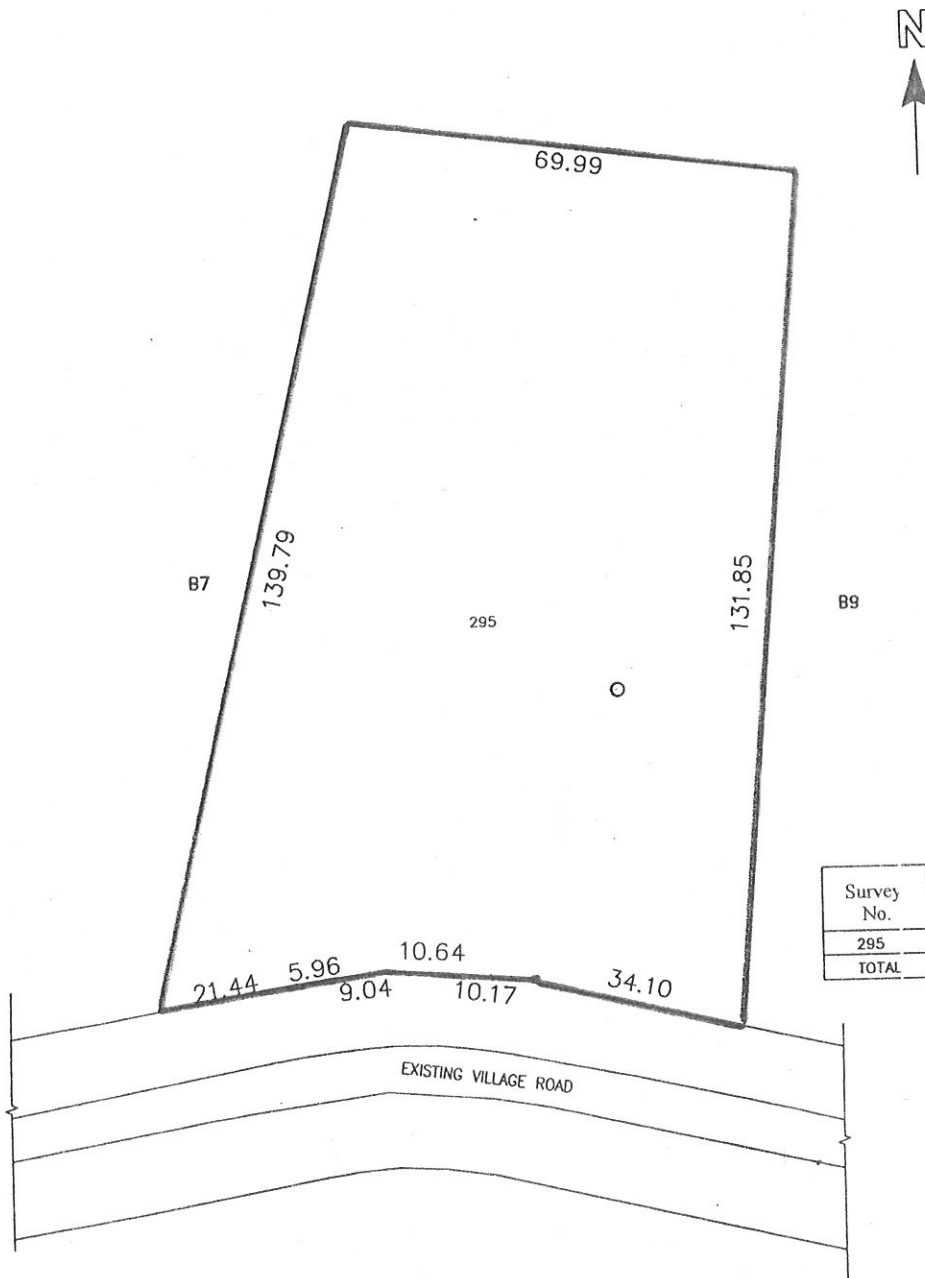 N
69.99
139.79
131.85
B7
B9
295
Survey
No.
295
TOTAL
10.64
5.96
21.44
9.04
10.17
34.10
EXISTING VILLAGE ROAD